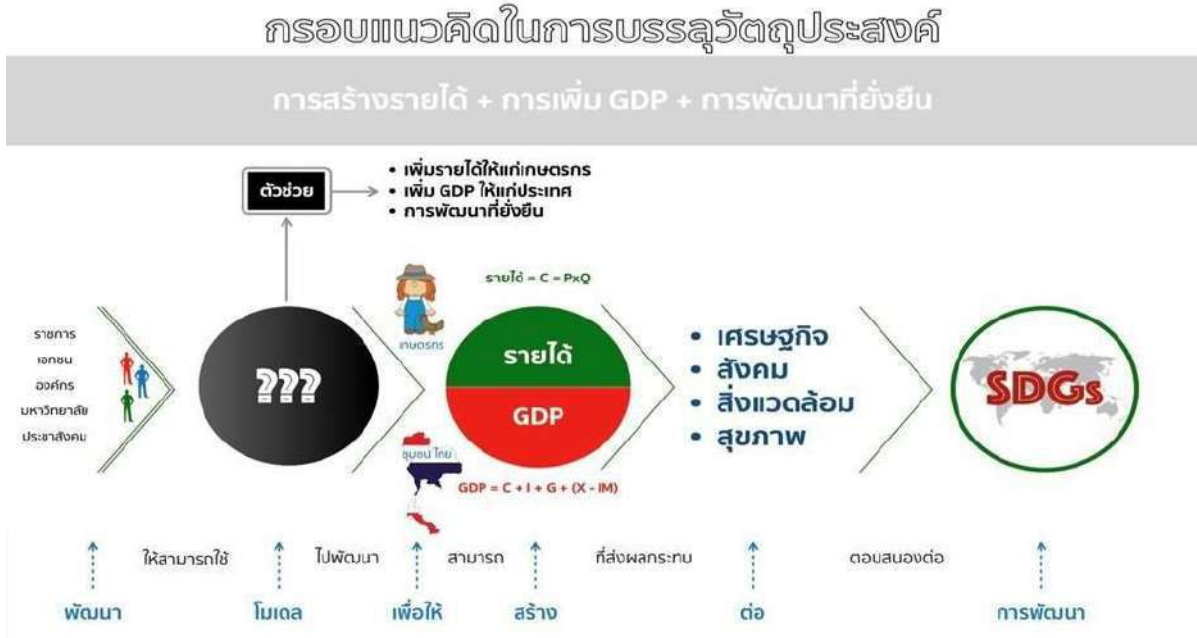 กรอบแนวคิดในการบรรลุวัตถุประสงค์
การสร้างรายได้ + การเพิ่ม GDP + การพัฒนาที่ยั่งยืน
ตัวช่วย
• เพิ่มรายได้ให้แก่เกษตรกร
• เพิ่ม GDP ให้แก่ประเทศ
• การพัฒนาที่ยั่งยืน
ราชการ
เอกชน
องค์กร
มหาวิทยาลัย
ประชาสังคม
???
เกษตรกร
ชุมชน ไทย
รายได้ = C = PxQ
รายได้
GDP
GDP = C + I + G + (X - IM)
• เศรษฐกิจ
• สังคม
• สิ่งแวดล้อม
• สุขภาพ
SDGs
ให้สามารถใช้ ไปพัฒนา สามารถ ที่ส่งผลกระทบ ตอบสนองต่อ
พัฒนา โมเดล เพื่อให้ สร้าง ต่อ การพัฒนา